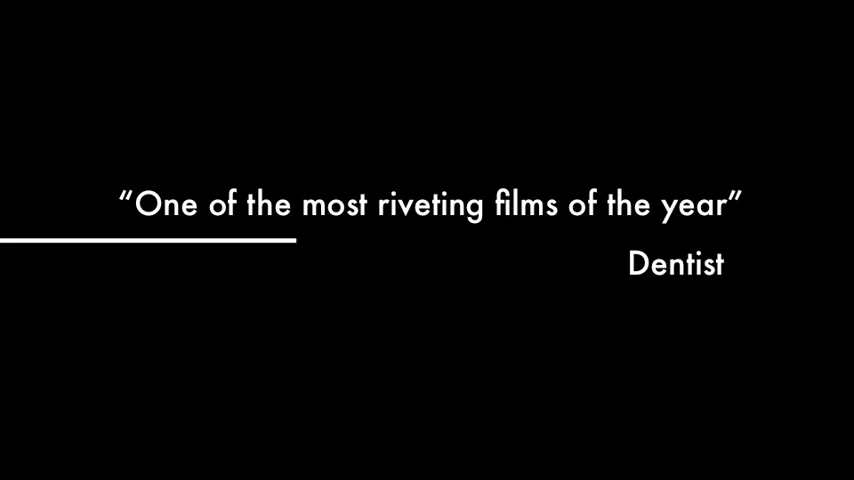 “One of the most riveting films of the year”
Dentist